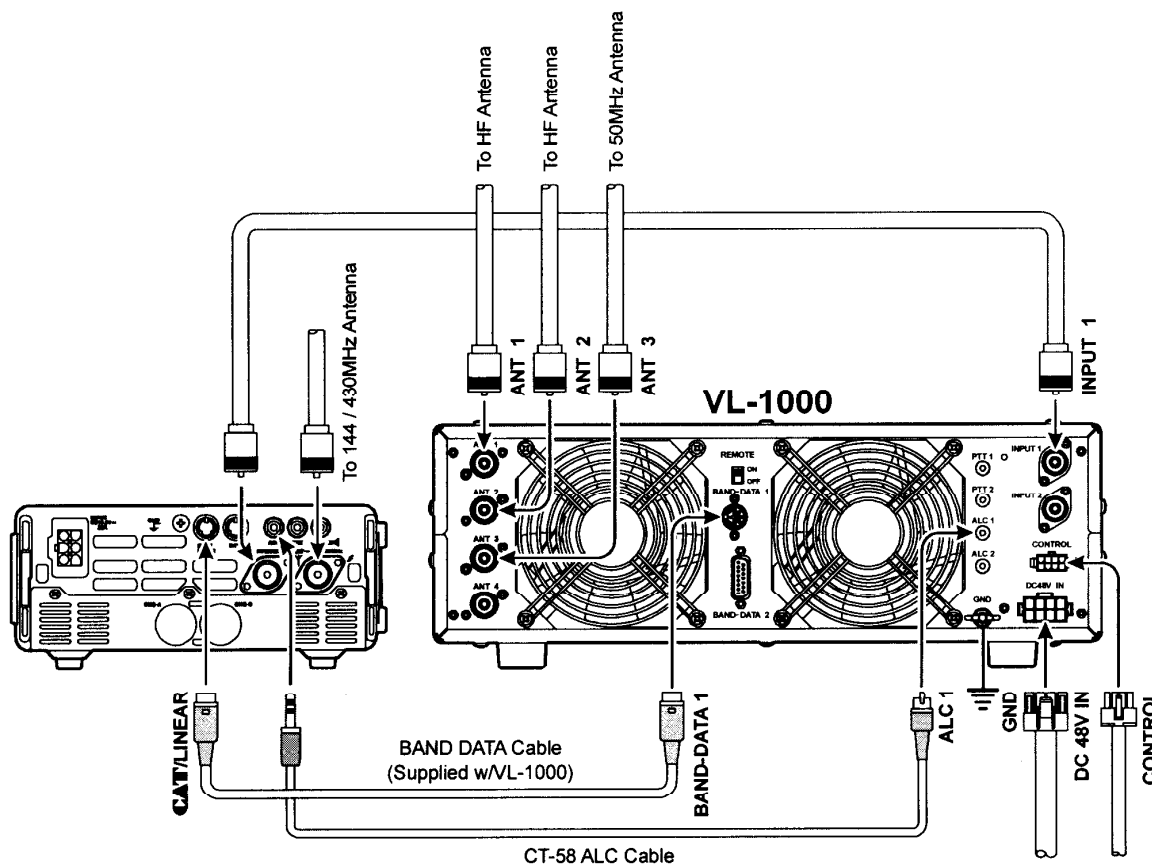 To HF Antenna
To HF Antenna
To 50MHz Antenna
To 144 / 430MHz Antenna
ANT 1
ANT 2
ANT 3
INPUT 1
VL-1000
ANT 2
ANT 3
ANT 4
REMOTE
ON
OFF
BAND-DATA 1
BAND-DATA 2
PTT 1
PTT 2
ALC 1
ALC 2
GND
INPUT 1
INPUT 2
CONTROL
DC48V IN
CAT/LINEAR
BAND DATA Cable
(Supplied w/VL-1000)
BAND-DATA 1
ALC 1
GND
DC 48V IN
CONTROL
CT-58 ALC Cable